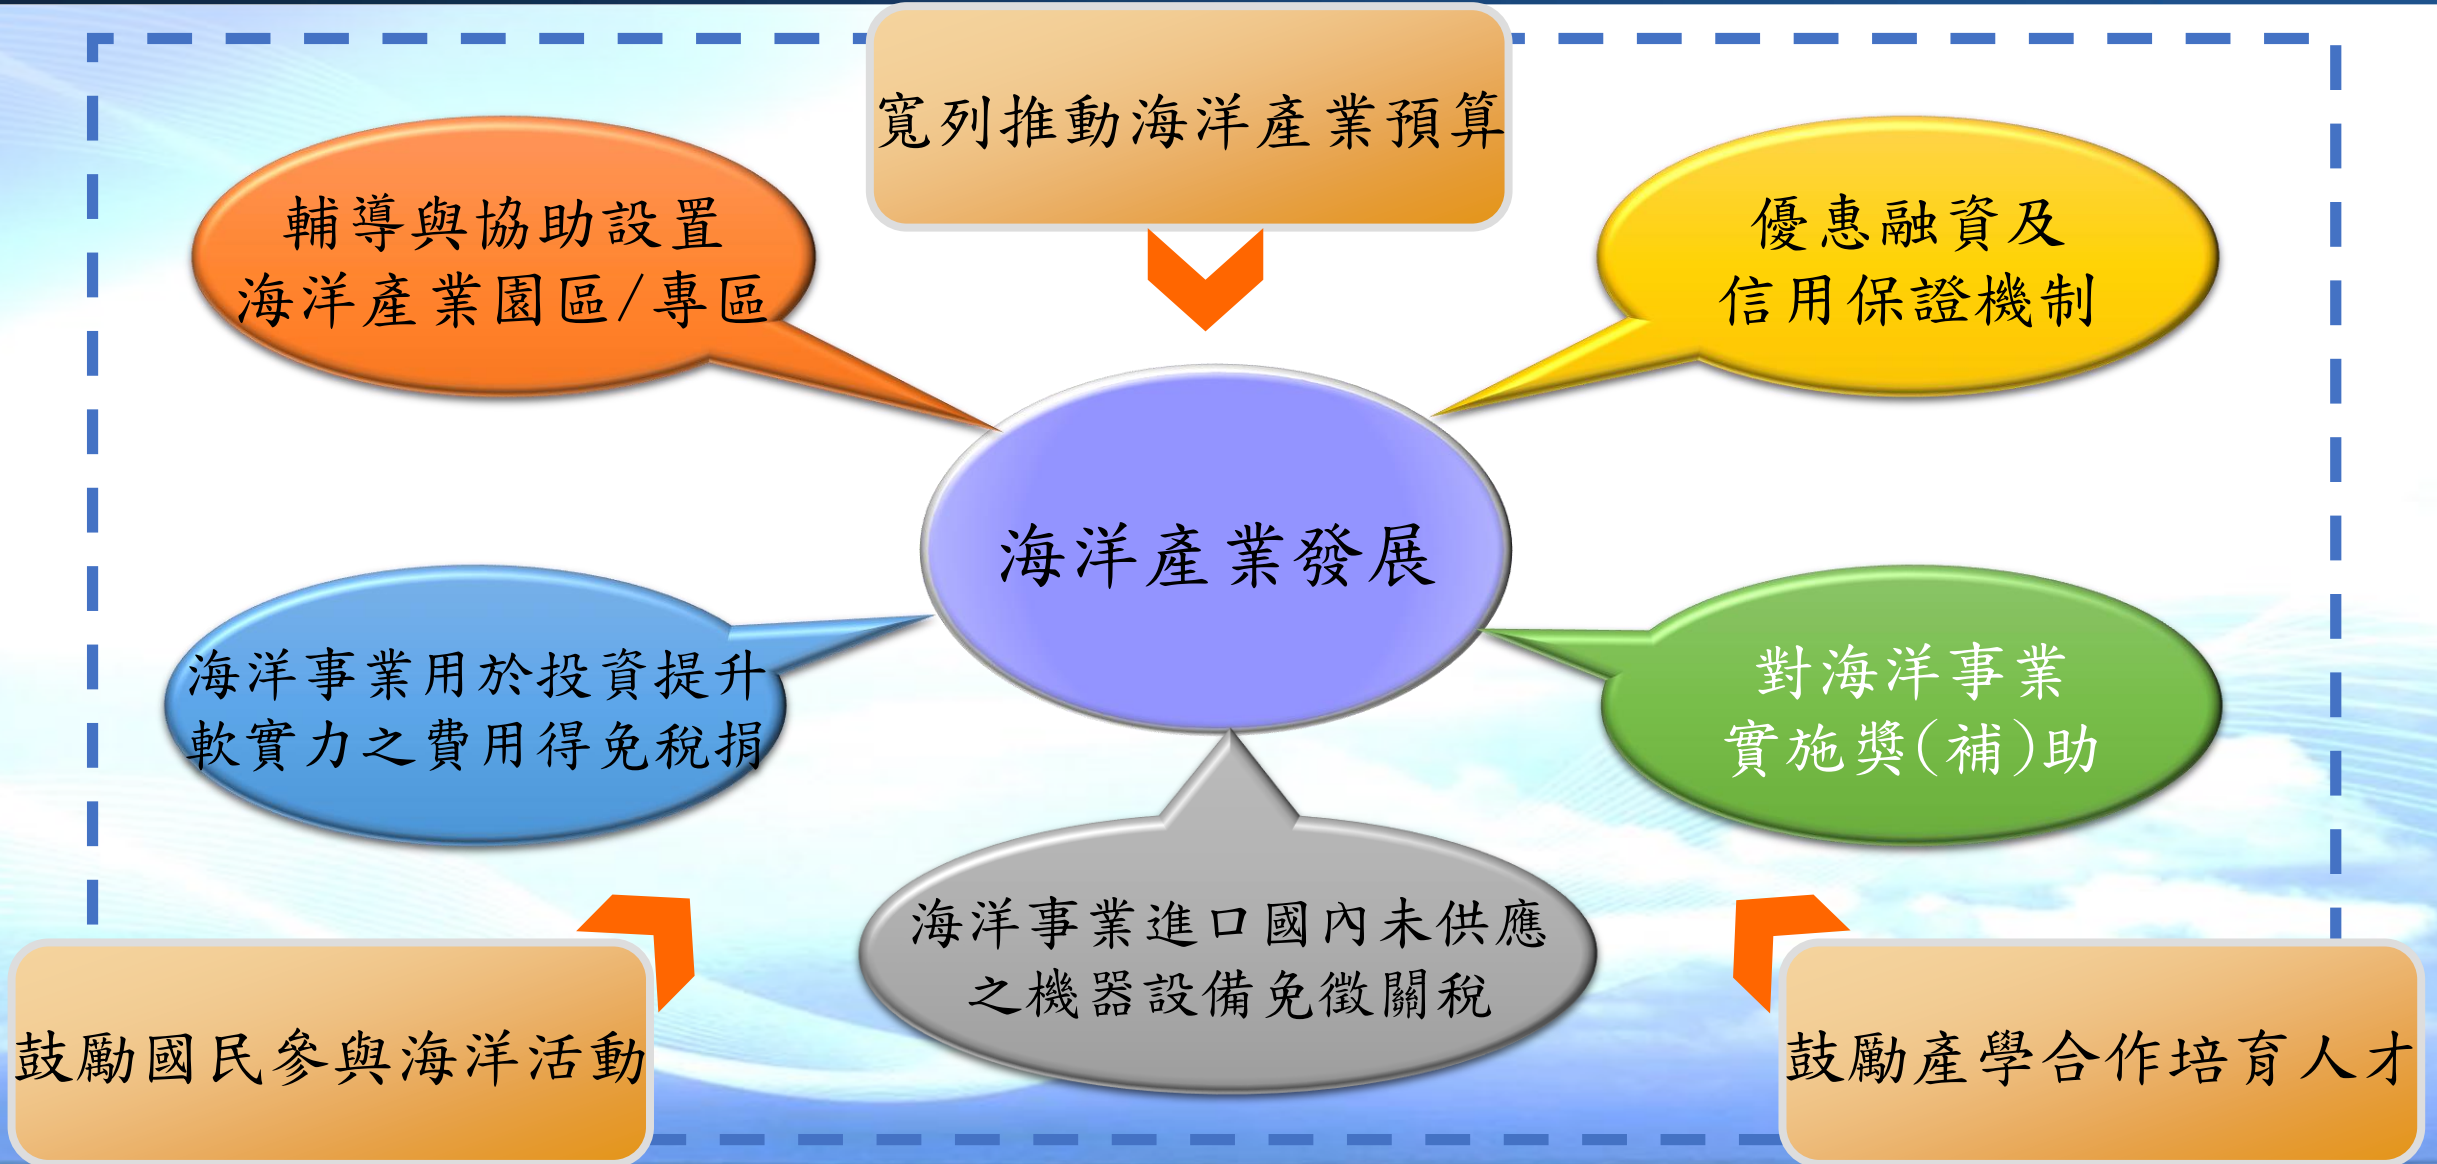 寬列推動海洋產業預算
輔導與協助設置
海洋產業園區/專區
優惠融資及
信用保證機制
海洋產業發展
海洋事業用於投資提升
軟實力之費用得免稅捐
對海洋事業
實施獎(補)助
海洋事業進口國內未供應
之機器設備免徵關稅
鼓勵國民參與海洋活動
鼓勵產學合作培育人才